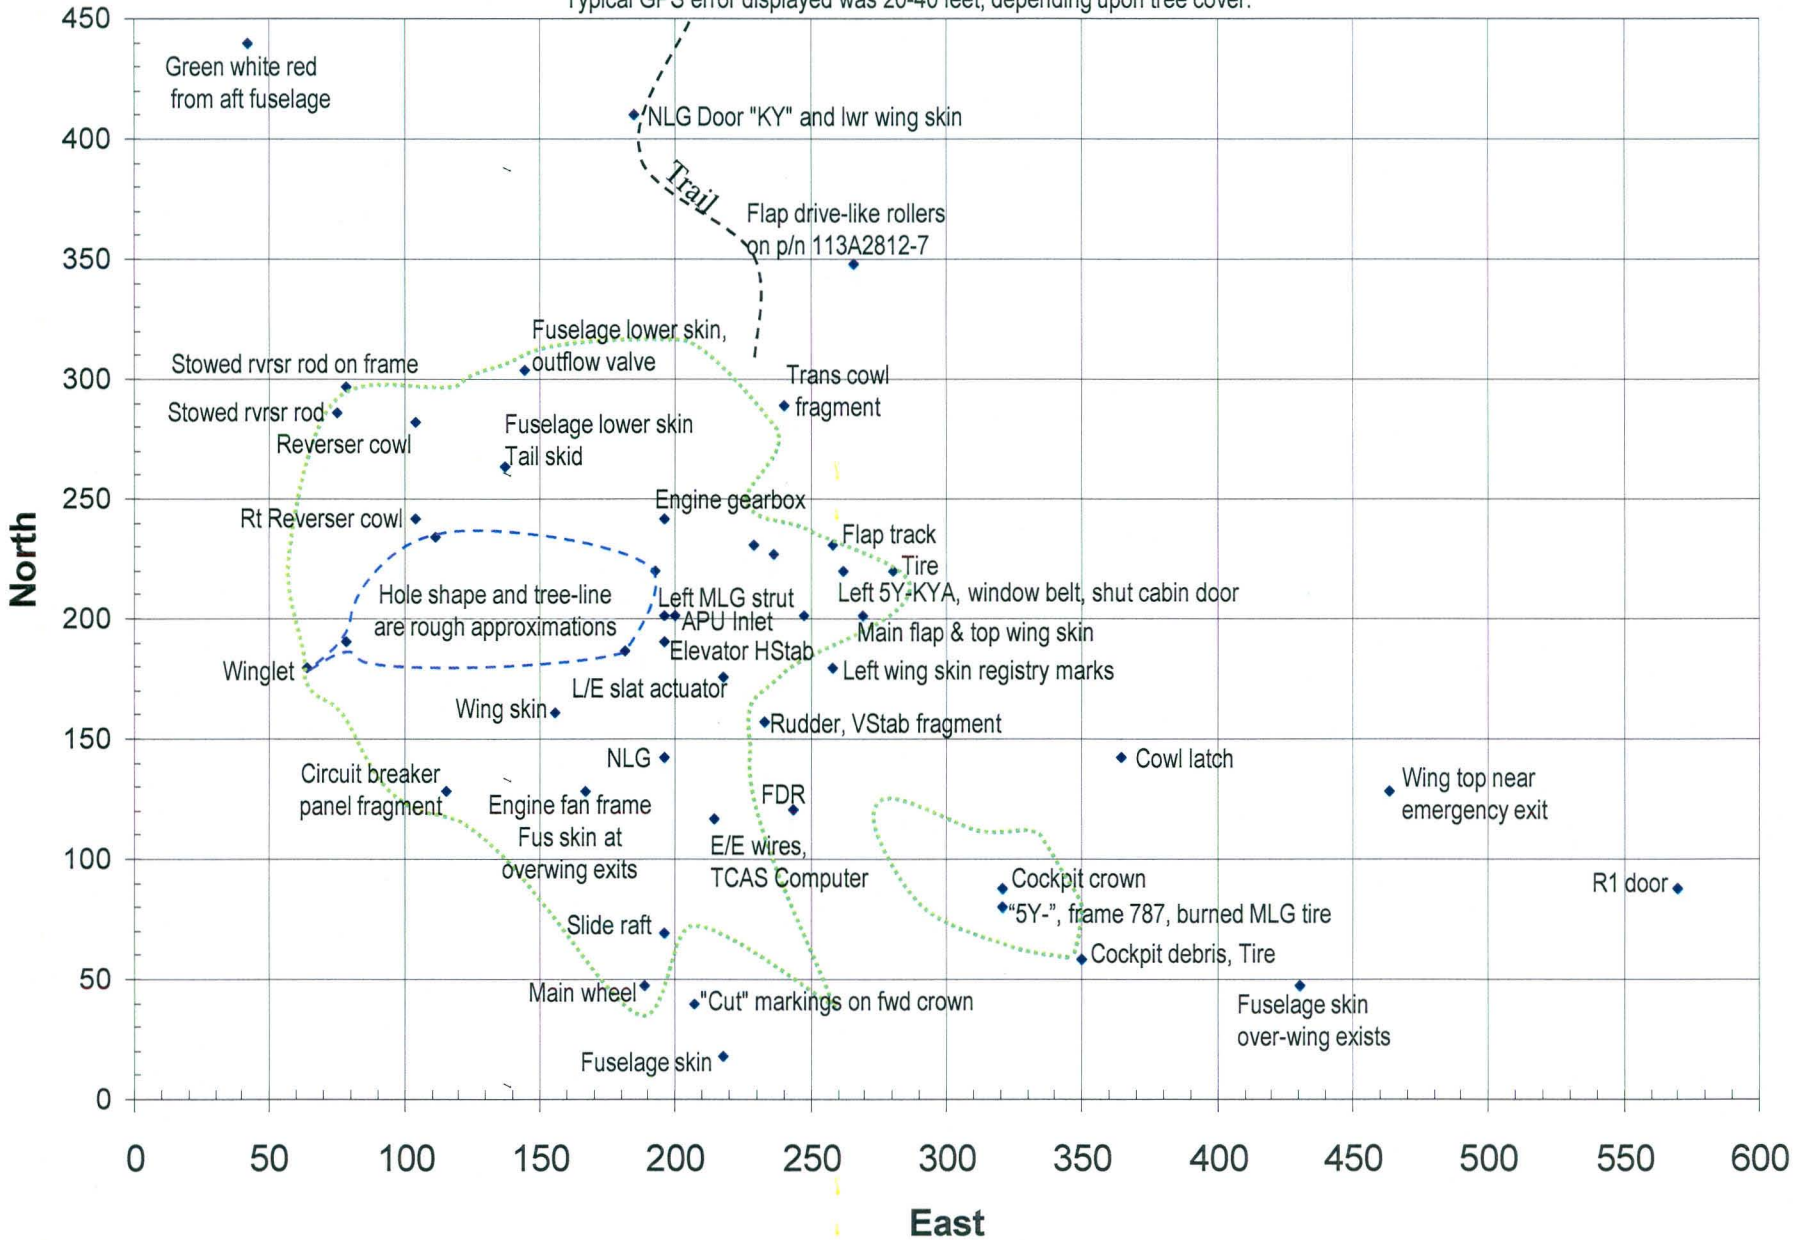 Typical GPS error displayed was 20-40 feet, depending upon tree cover.
450
Green white red
from aft fuselage
NLG Door "KY" and lwr wing skin
400
Trail
Flap drive-like rollers
on p/n 113A2812-7
350
Fuselage lower skin,
outflow valve
Stowed rvrsr rod on frame
300
Trans cowl
fragment
Stowed rvrsr rod
Reverser cowl
Fuselage lower skin
Tail skid
250
Engine gearbox
Rt Reverser cowl
Flap track
Tire
North
Hole shape and tree-line
are rough approximations
Left MLG strut
Left 5Y-KYA, window belt, shut cabin door
200
APU Inlet
Main flap & top wing skin
Elevator HStab
Winglet
Left wing skin registry marks
L/E slat actuator
Wing skin
Rudder, VStab fragment
150
NLG
Cowl latch
Circuit breaker
panel fragment
Engine fan frame
Fus skin at
overwing exits
FDR
Wing top near
emergency exit
E/E wires,
TCAS Computer
100
Cockpit crown
R1 door
“5Y-”, frame 787, burned MLG tire
Slide raft
Cockpit debris, Tire
50
Main wheel
"Cut" markings on fwd crown
Fuselage skin
over-wing exists
Fuselage skin
0
0 50 100 150 200 250 300 350 400 450 500 550 600
East